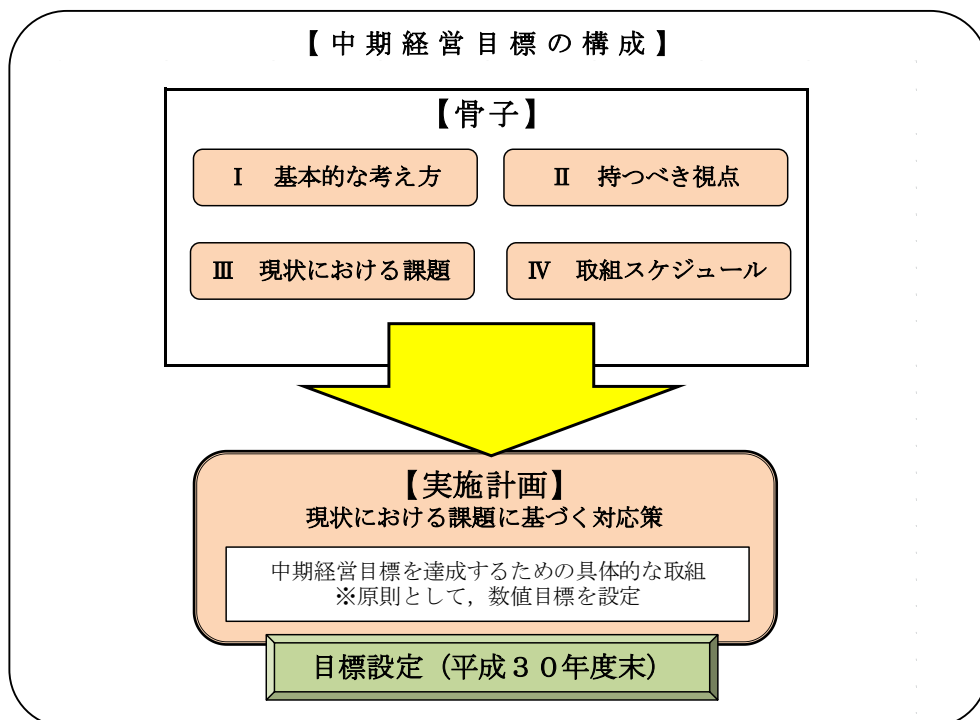 【中期経営目標の構成】
【骨子】
Ⅰ　基本的な考え方
Ⅱ　持つべき視点
Ⅲ　現状における課題
Ⅳ　取組スケジュール
【実施計画】
現状における課題に基づく対応策
中期経営目標を達成するための具体的な取組
※原則として，数値目標を設定
目標設定（平成３０年度末）